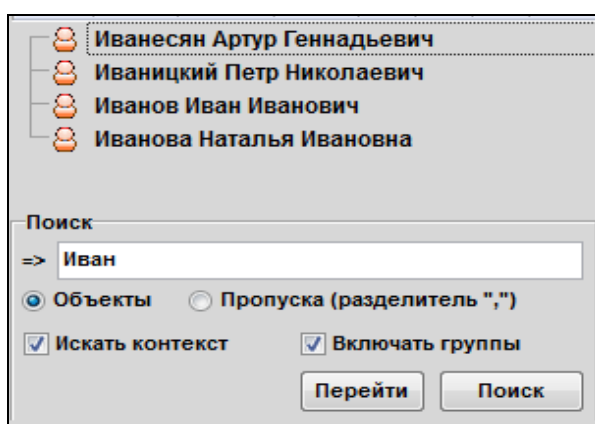 Иванесян Артур Геннадьевич
Иваницкий Петр Николаевич
Иванов Иван Иванович
Иванова Наталья Ивановна
Поиск
=> Иван
Объекты Пропуска (разделитель ",")
Искать контекст Включать группы
Перейти Поиск